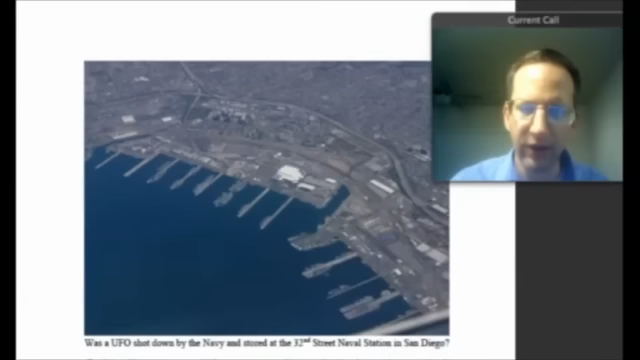 Current Call
Was a UFO shot down by the Navy and stored at the 32nd Street Naval Station in San Diego?